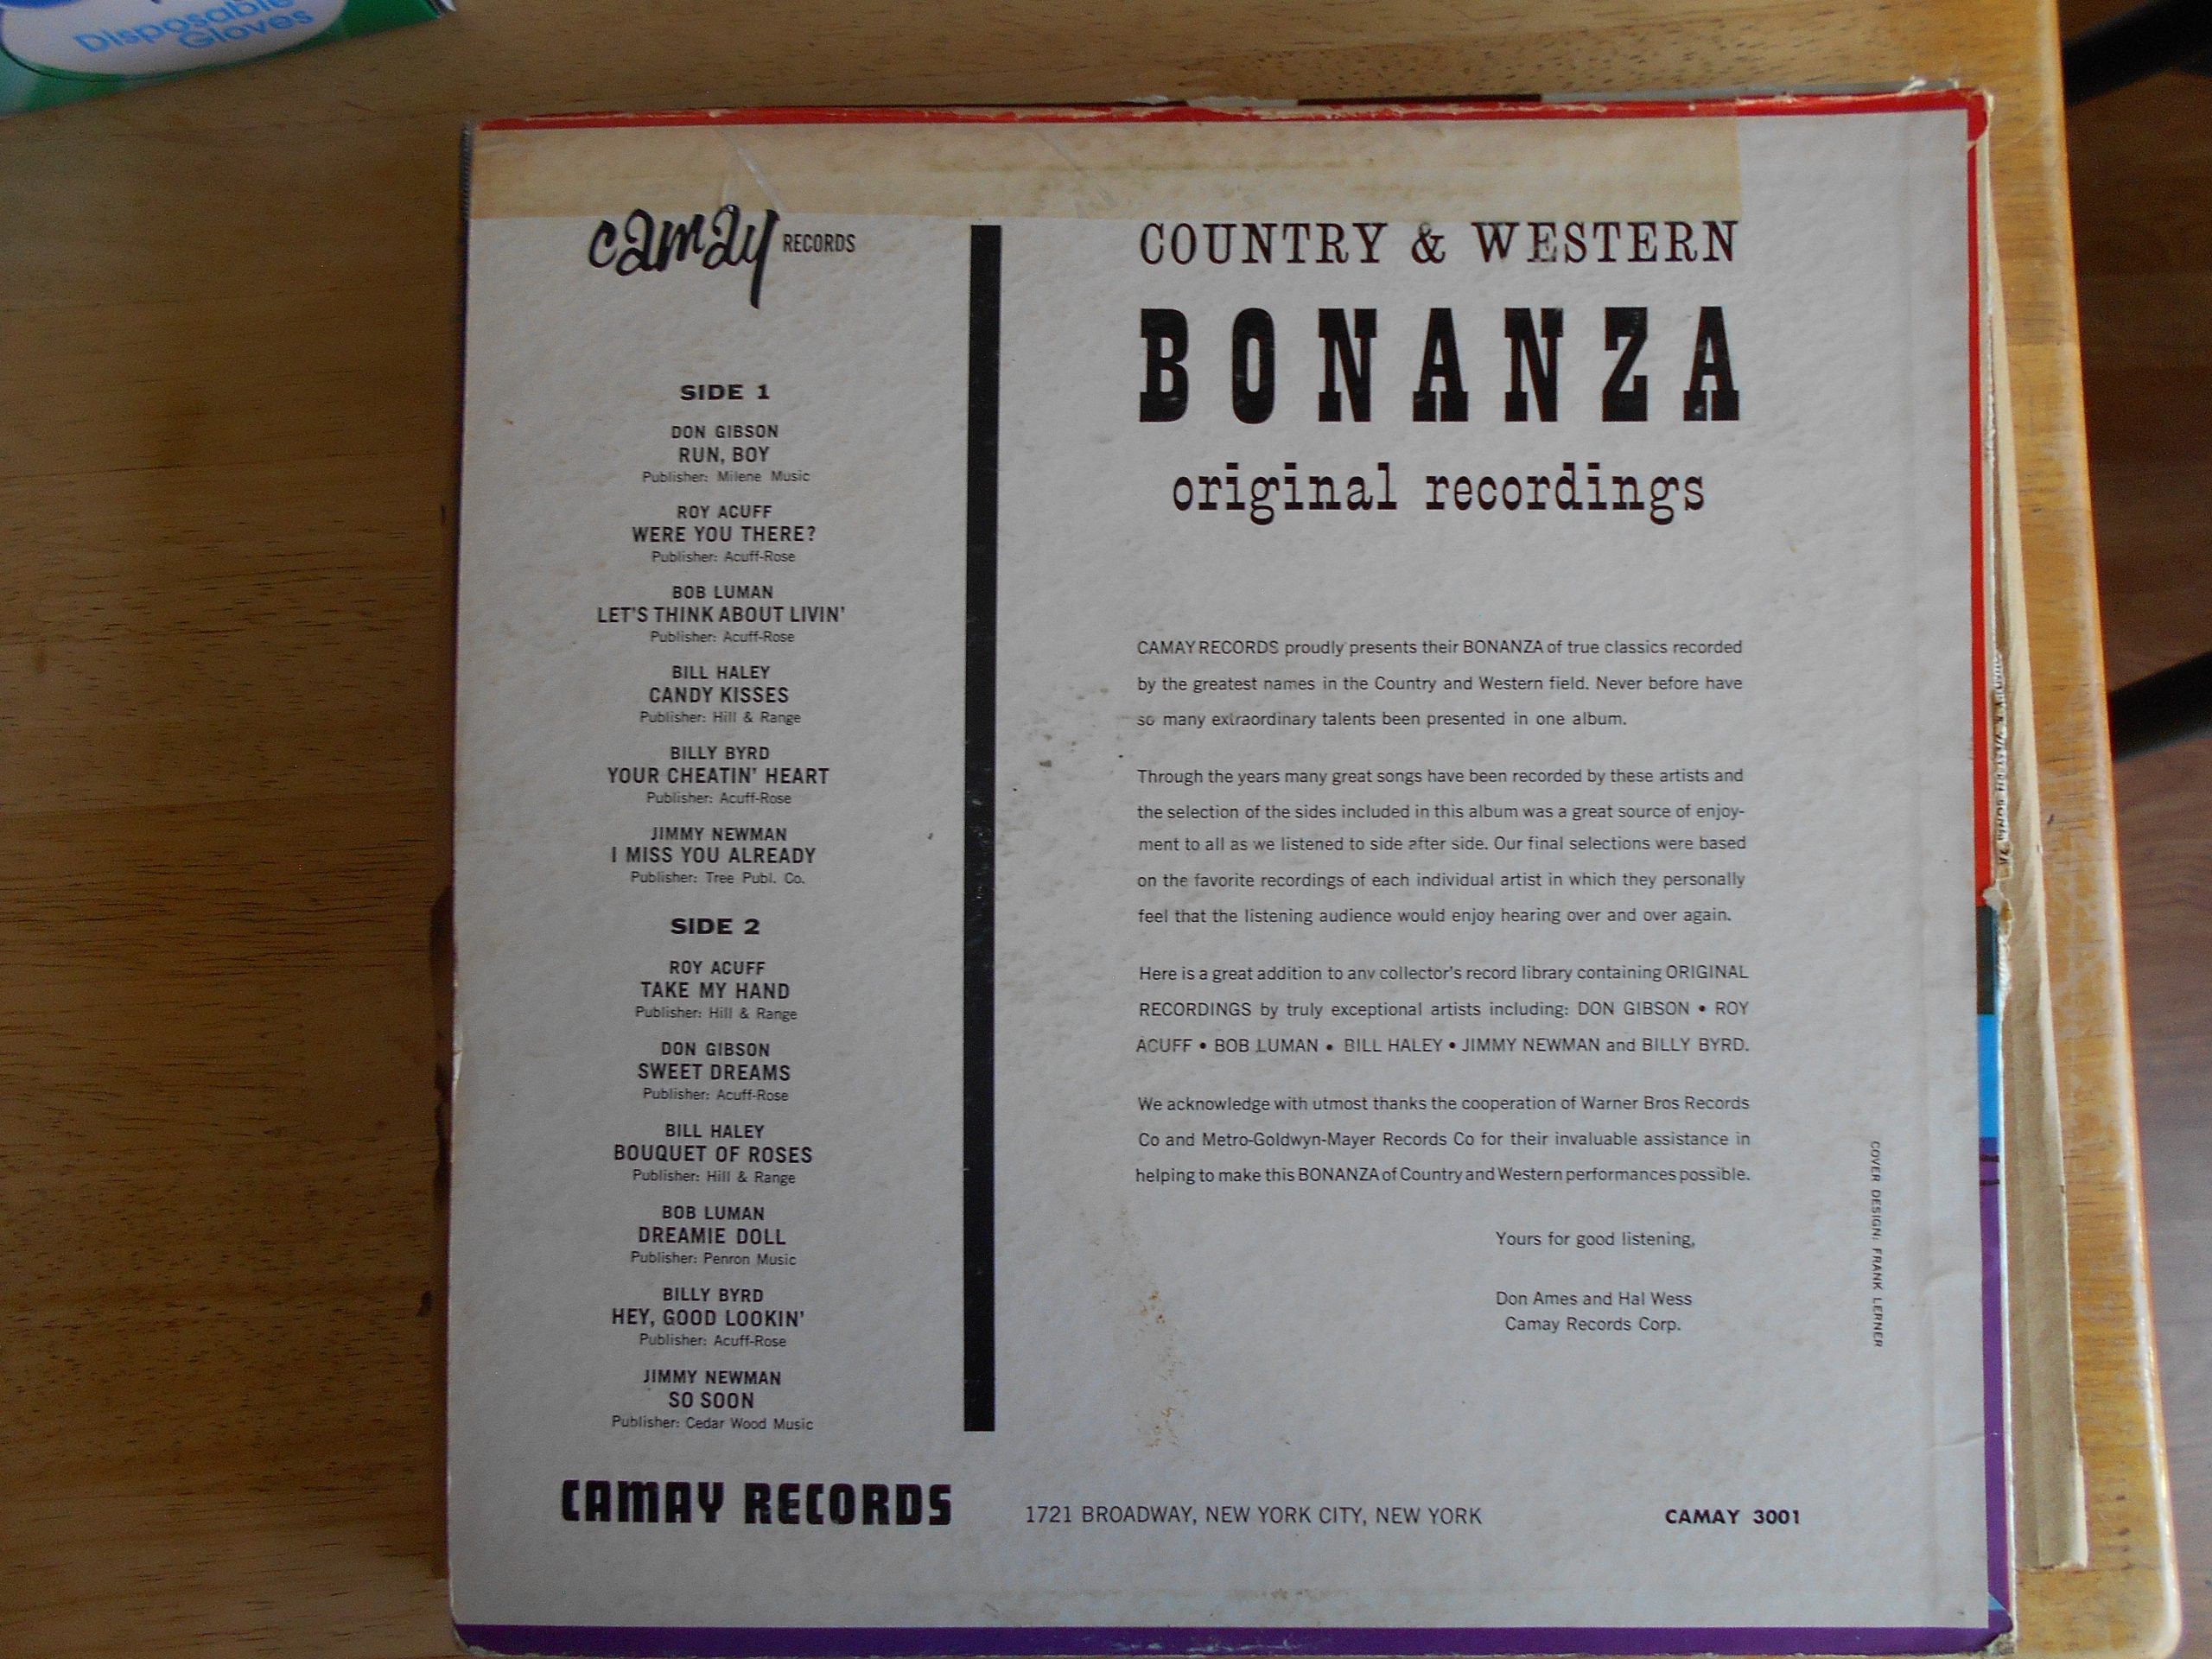 Disposable
Gloves
camay RECORDS
SIDE 1
DON GIBSON
RUN, BOY
Publisher: Milene Music
ROY ACUFF
WERE YOU THERE?
Publisher: Acuff-Rose
BOB LUMAN
LET'S THINK ABOUT LIVIN'
Publisher: Acuff-Rose
BILL HALEY
CANDY KISSES
Publisher: Hill & Range
BILLY BYRD
YOUR CHEATIN' HEART
Publisher: Acuff-Rose
JIMMY NEWMAN
I MISS YOU ALREADY
Publisher: Tree Publ. Co.
SIDE 2
ROY ACUFF
TAKE MY HAND
Publisher: Hill & Range
DON GIBSON
SWEET DREAMS
Publisher: Acuff-Rose
BILL HALEY
BOUQUET OF ROSES
Publisher: Hill & Range
BOB LUMAN
DREAMIE DOLL
Publisher: Penron Music
BILLY BYRD
HEY, GOOD LOOKIN'
Publisher: Acuff-Rose
JIMMY NEWMAN
SO SOON
Publisher: Cedar Wood Music
COUNTRY & WESTERN
BONANZA
original recordings
CAMAY RECORDS proudly presents their BONANZA of true classics recorded
by the greatest names in the Country and Western field. Never before have
so many extraordinary talents been presented in one album.
Through the years many great songs have been recorded by these artists and
the selection of the sides included in this album was a great source of enjoy-
ment to all as we listened to side after side. Our final selections were based
on the favorite recordings of each individual artist in which they personally
feel that the listening audience would enjoy hearing over and over again.
Here is a great addition to any collector's record library containing ORIGINAL
RECORDINGS by truly exceptional artists including: DON GIBSON • ROY
ACUFF • BOB LUMAN • BILL HALEY • JIMMY NEWMAN and BILLY BYRD.
We acknowledge with utmost thanks the cooperation of Warner Bros Records
Co and Metro-Goldwyn-Mayer Records Co for their invaluable assistance in
helping to make this BONANZA of Country and Western performances possible.
Yours for good listening,
Don Ames and Hal Wess
Camay Records Corp.
COVER DESIGN: FRANK LERNER
CAMAY RECORDS
1721 BROADWAY, NEW YORK CITY, NEW YORK
CAMAY 3001